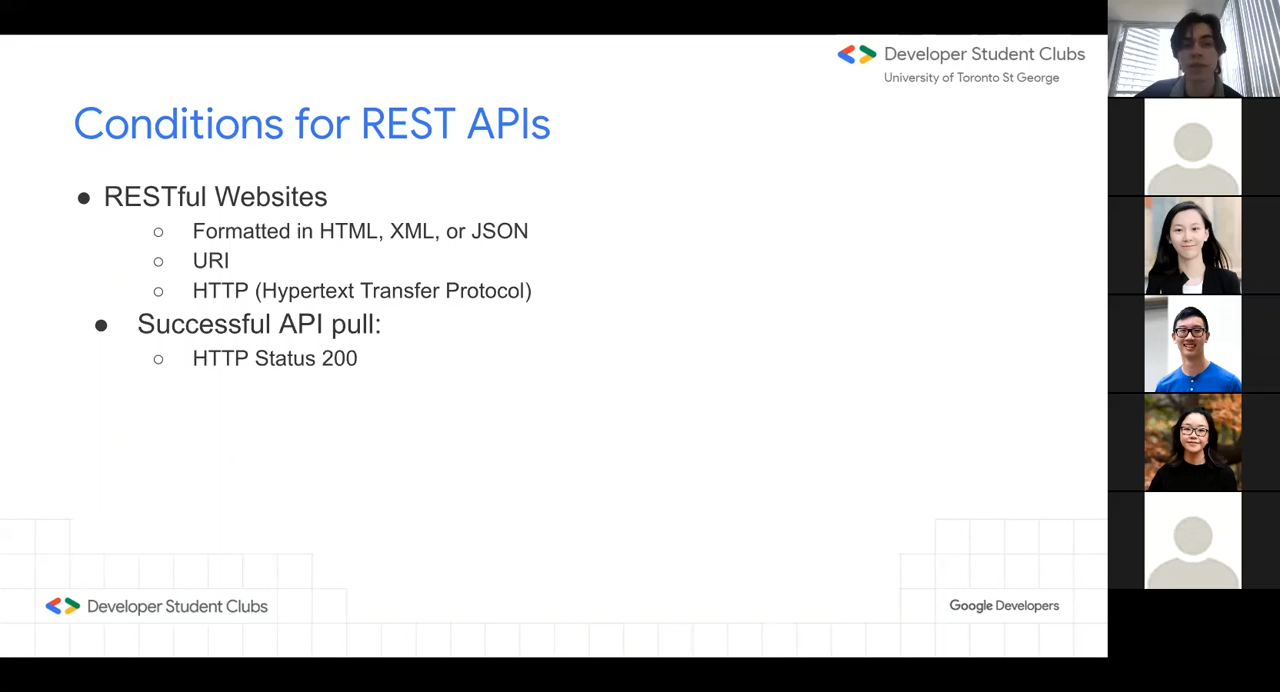 Developer Student Clubs
University of Toronto St George
Conditions for REST APIs
● RESTful Websites
○ Formatted in HTML, XML, or JSON
○ URI
○ HTTP (Hypertext Transfer Protocol)
● Successful API pull:
○ HTTP Status 200
Developer Student Clubs
Google Developers